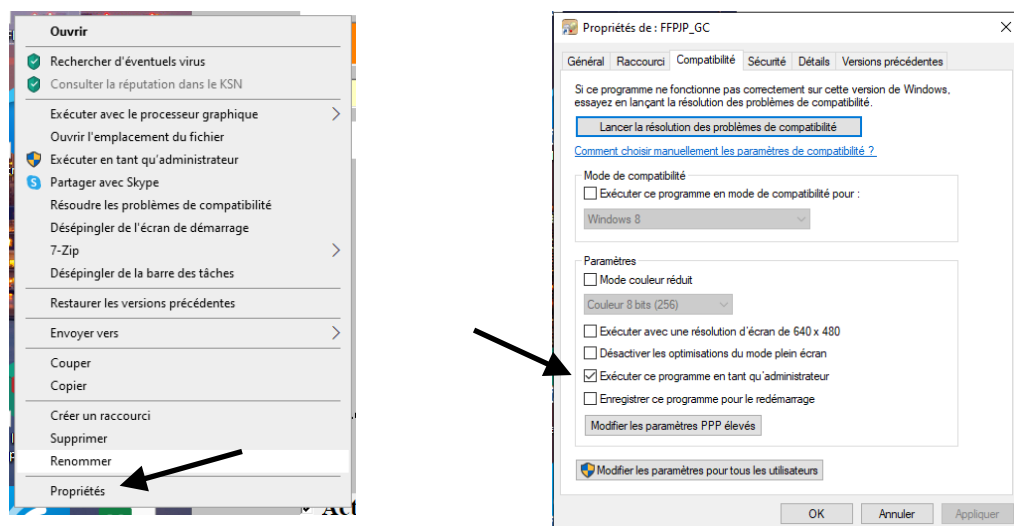 Ouvrir
Rechercher d'éventuels virus
Consulter la réputation dans le KSN
Exécuter avec le processeur graphique
Ouvrir l'emplacement du fichier
Exécuter en tant qu'administrateur
Partager avec Skype
Résoudre les problèmes de compatibilité
Désépingler de l'écran de démarrage
7-Zip
Désépingler de la barre des tâches
Restaurer les versions précédentes
Envoyer vers
Couper
Copier
Créer un raccourci
Supprimer
Renommer
Propriétés
Propriétés de : FFPJP_GC
Général Raccourci Compatibilité Sécurité Détails Versions précédentes
Si ce programme ne fonctionne pas correctement sur cette version de Windows,
essayez en lançant la résolution des problèmes de compatibilité.
Lancer la résolution des problèmes de compatibilité
Comment choisir manuellement les paramètres de compatibilité ?
Mode de compatibilité
Exécuter ce programme en mode de compatibilité pour :
Windows 8
Paramètres
Mode couleur réduit
Couleur 8 bits (256)
Exécuter avec une résolution d'écran de 640 x 480
Désactiver les optimisations du mode plein écran
Exécuter ce programme en tant qu'administrateur
Enregistrer ce programme pour le redémarrage
Modifier les paramètres PPP élevés
Modifier les paramètres pour tous les utilisateurs
OK Annuler Appliquer